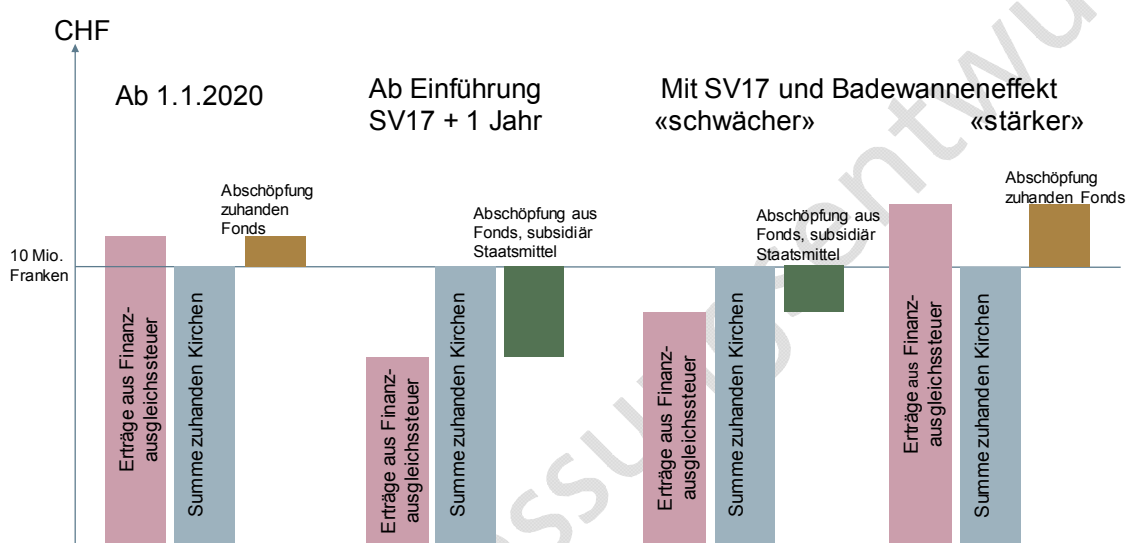 CHF
Ab 1.1.2020
Ab Einführung
SV17 + 1 Jahr
Mit SV17 und Badewanneneffekt
«schwächer»
«stärker»
Abschöpfung
zuhanden
Fonds
Abschöpfung aus
Fonds, subsidiär
Staatsmittel
Abschöpfung aus
Fonds, subsidiär
Staatsmittel
Abschöpfung
zuhanden Fonds
10 Mio.
Franken
Erträge aus Finanz-
ausgleichssteuer
Summe zuhanden Kirchen
Erträge aus Finanz-
ausgleichssteuer
Summe zuhanden Kirchen
Erträge aus Finanz-
ausgleichssteuer
Summe zuhanden Kirchen
Erträge aus Finanz-
ausgleichssteuer
Summe zuhanden Kirchen
ssungsentwu